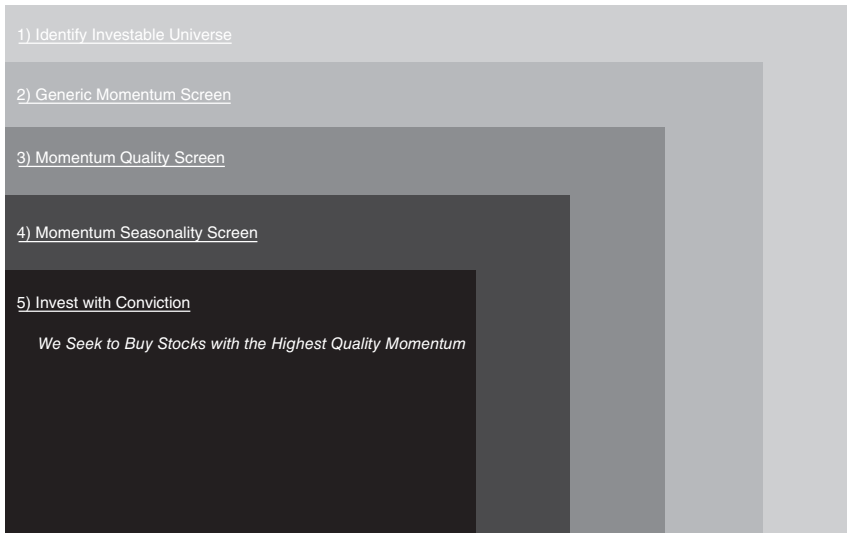 1) Identify Investable Universe
2) Generic Momentum Screen
3) Momentum Quality Screen
4) Momentum Seasonality Screen
5) Invest with Conviction
We Seek to Buy Stocks with the Highest Quality Momentum